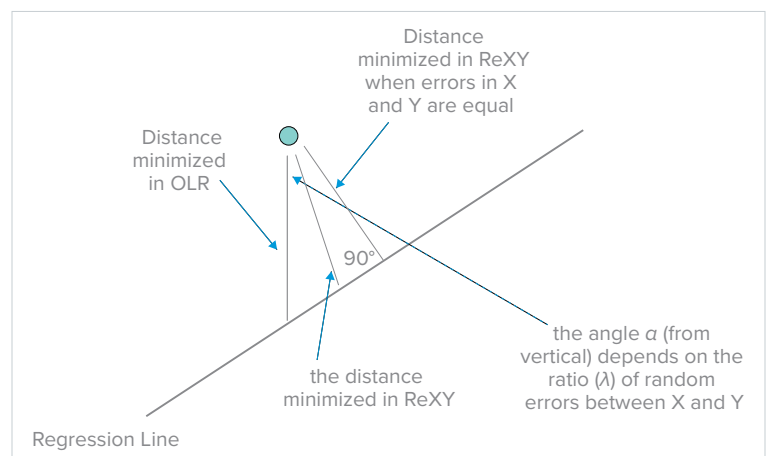 Distance
minimized in ReXY
when errors in X
and Y are equal
Distance
minimized
in OLR
90°
the angle α (from
vertical) depends on the
ratio (λ) of random
errors between X and Y
the distance
minimized in ReXY
Regression Line